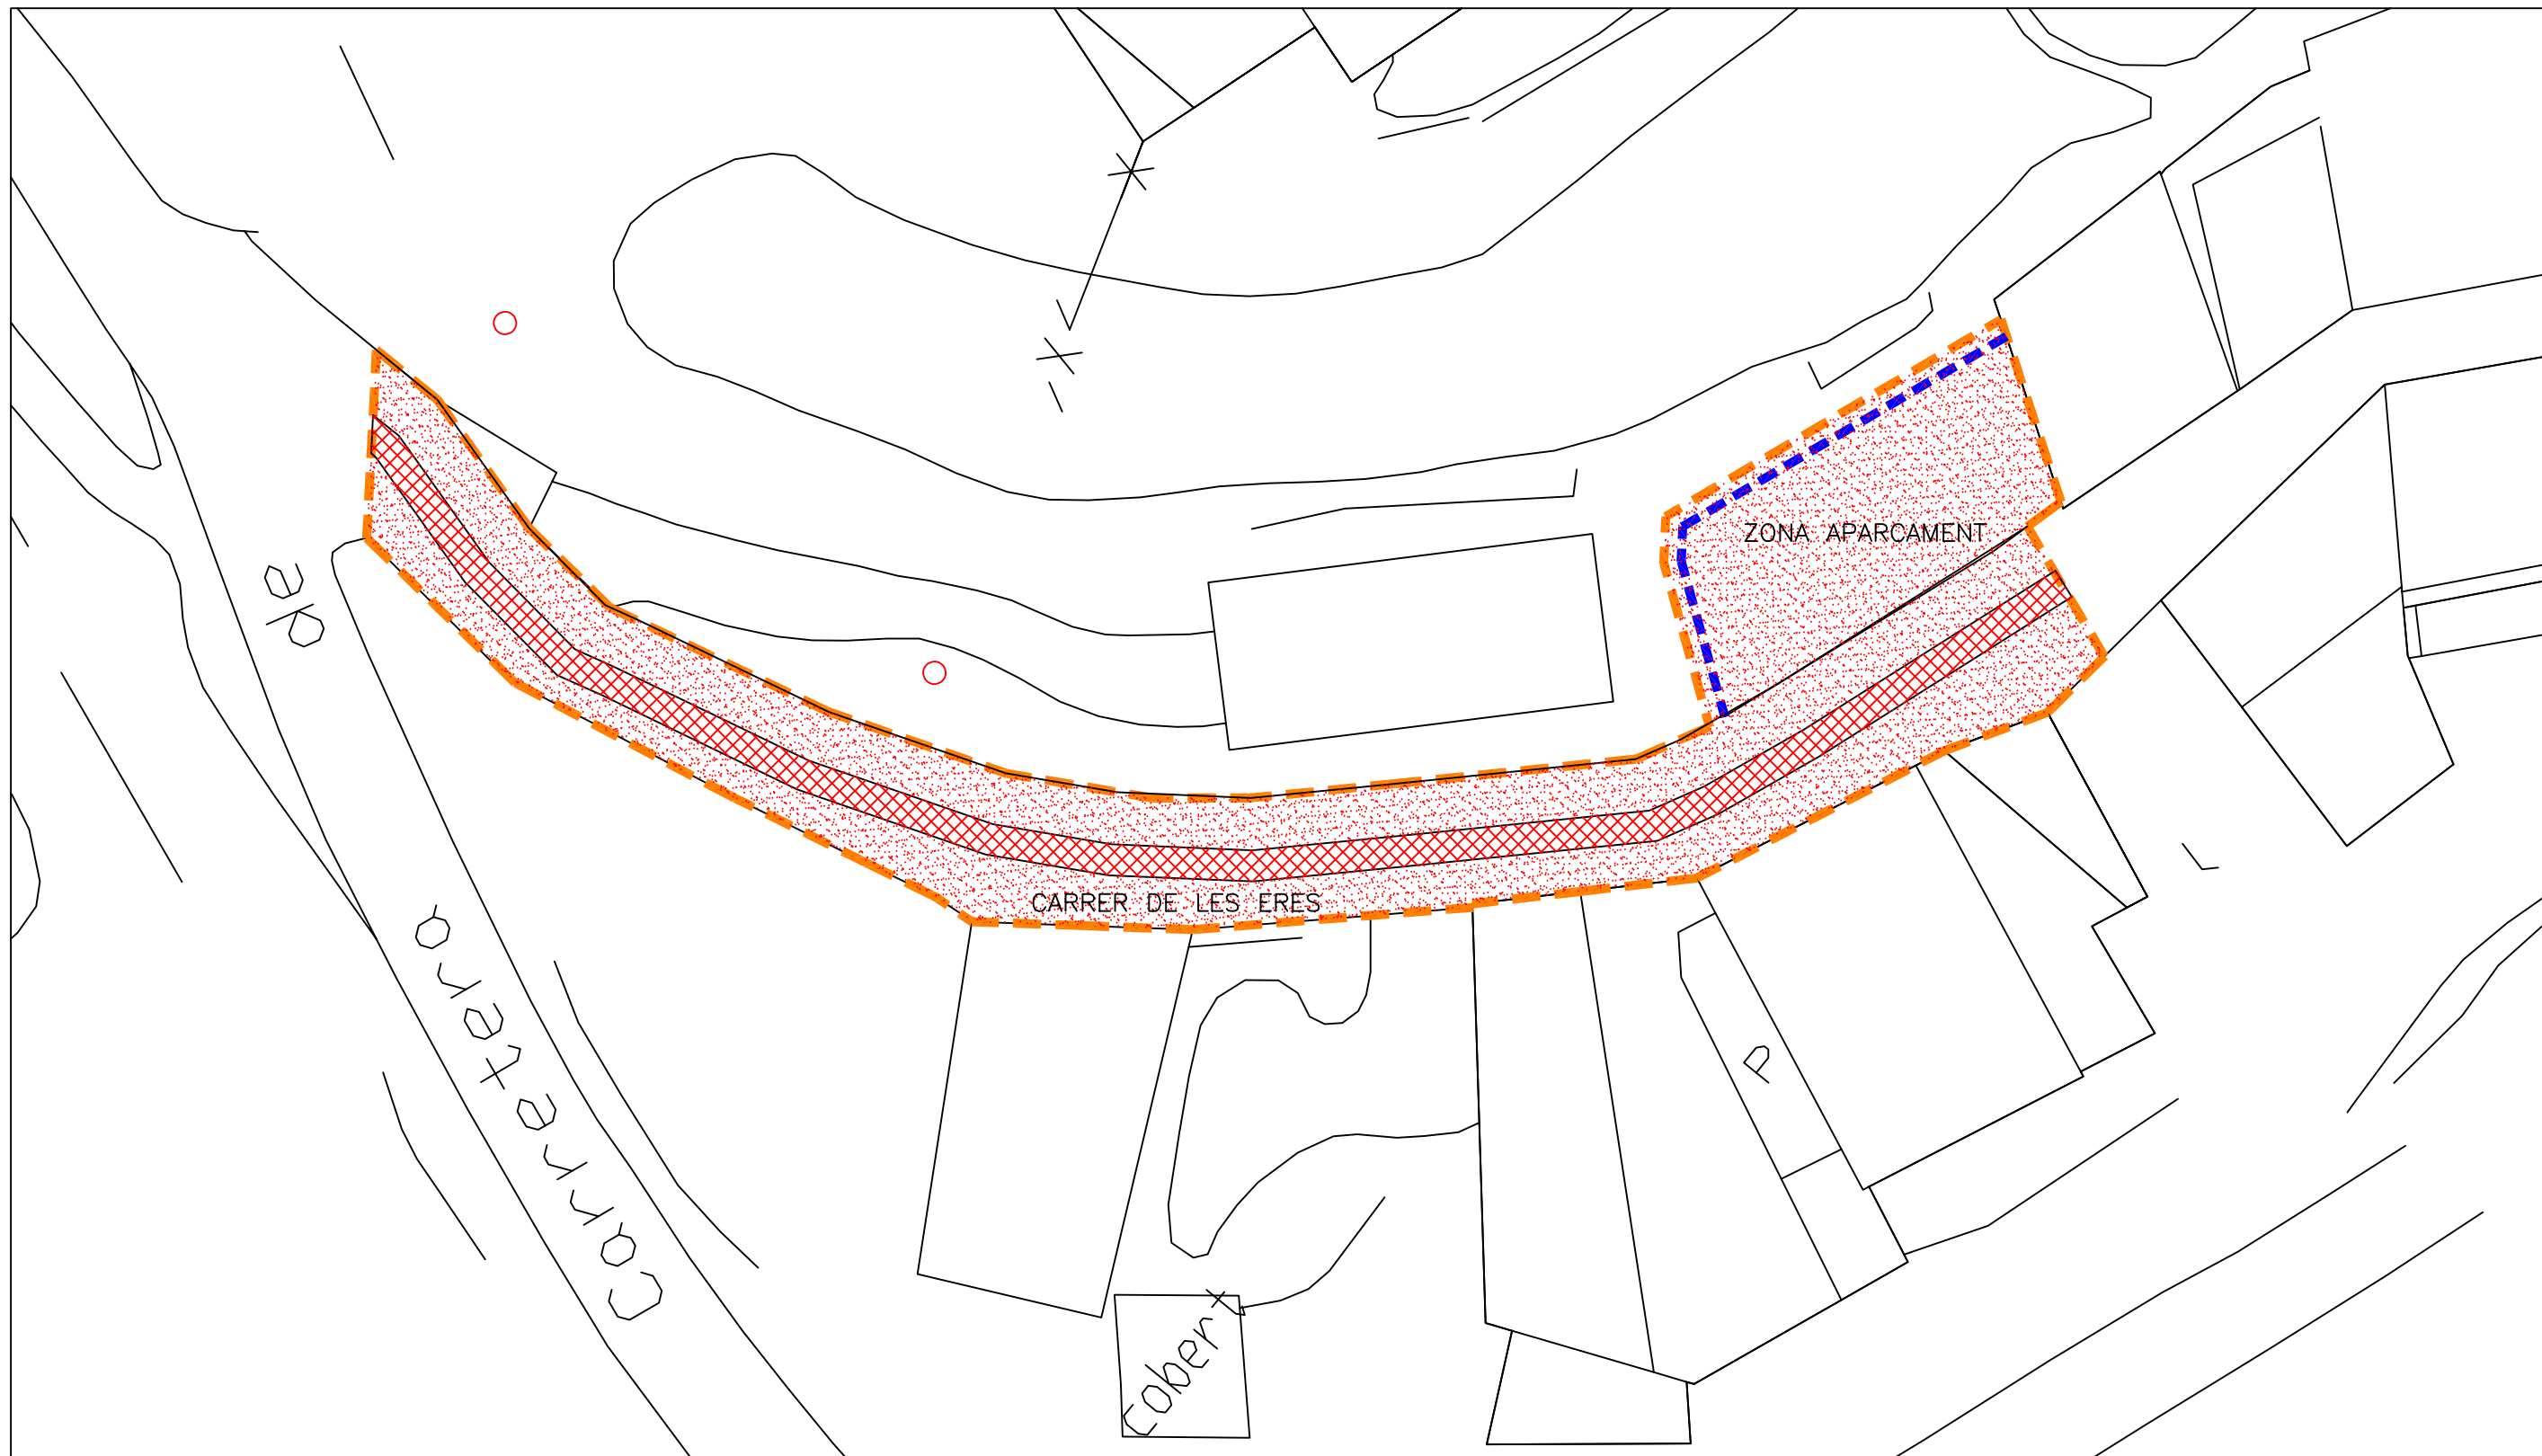 ZONA APARCAMENT
de
CARRER DE LES ERES
Carretera
P
Cobert